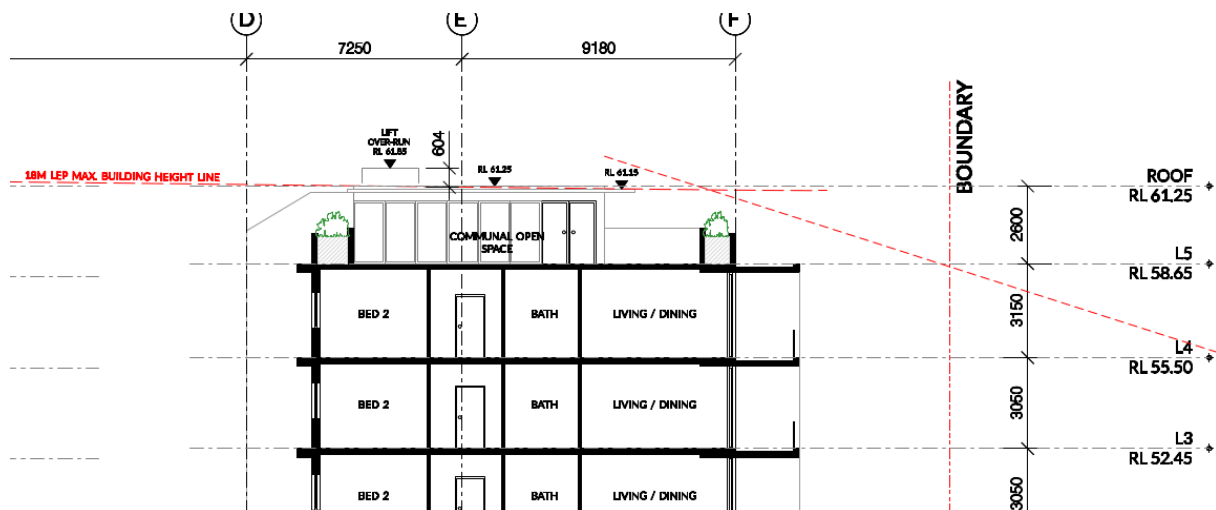 D
E
F
7250
9180
BOUNDARY
LIFT
OVER-RUN
RL 61.85
604
RL 61.25
RL 61.15
18M LEP MAX. BUILDING HEIGHT LINE
ROOF
RL 61.25
2600
COMMUNAL OPEN
SPACE
L5
RL 58.65
BED 2
BATH
LIVING / DINING
3150
L4
RL 55.50
BED 2
BATH
LIVING / DINING
3050
L3
RL 52.45
BED 2
BATH
LIVING / DINING
3050